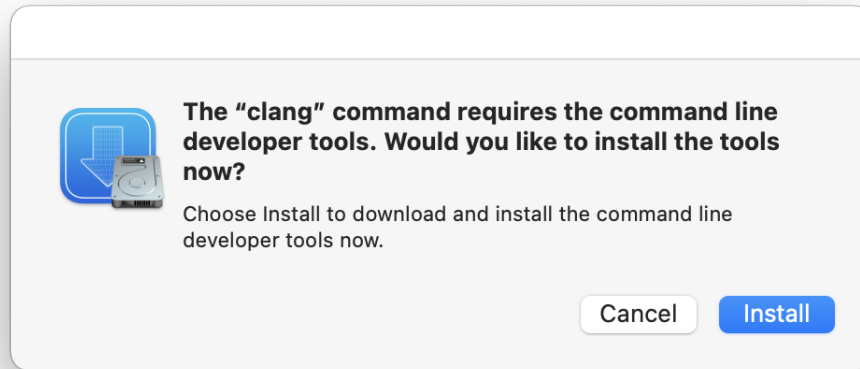 The “clang” command requires the command line
developer tools. Would you like to install the tools
now?
Choose Install to download and install the command line
developer tools now.
Cancel
Install